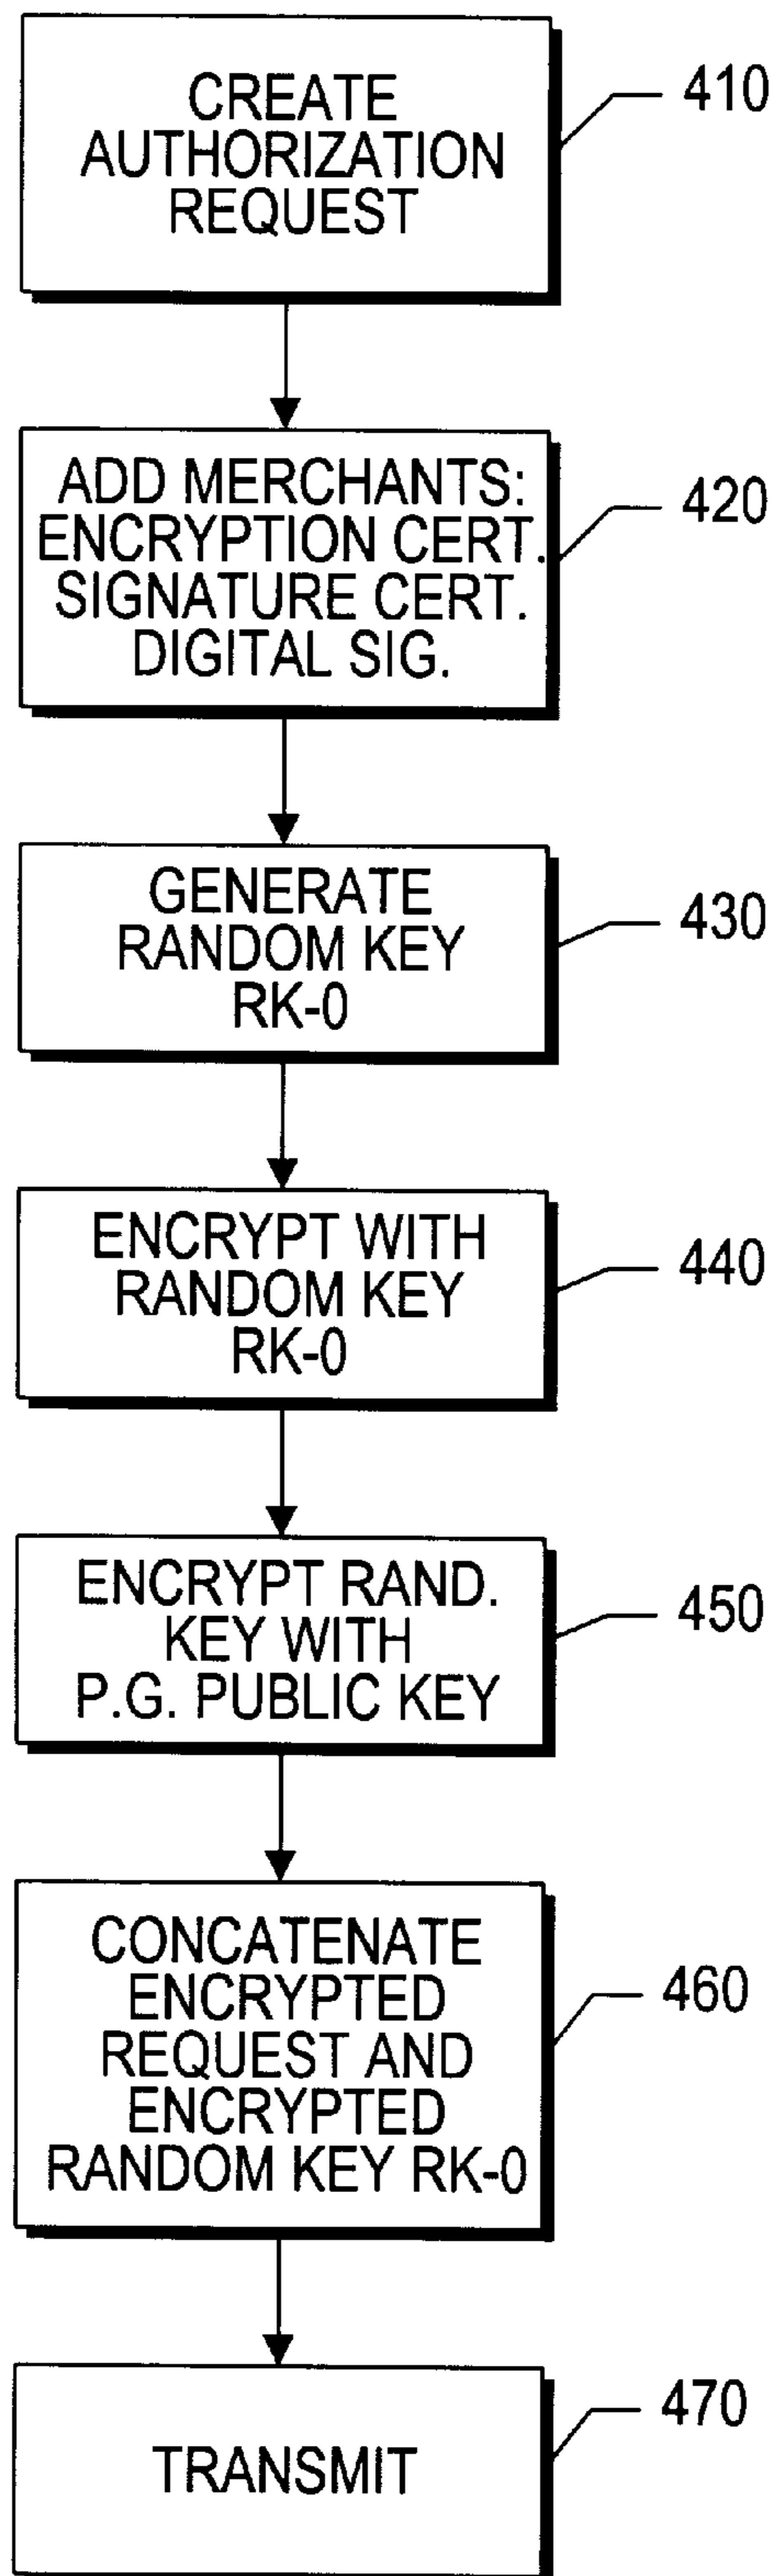 CREATE
AUTHORIZATION
REQUEST
410
ADD MERCHANTS:
ENCRYPTION CERT.
SIGNATURE CERT.
DIGITAL SIG.
420
GENERATE
RANDOM KEY
RK-0
430
ENCRYPT WITH
RANDOM KEY
RK-0
440
ENCRYPT RAND.
KEY WITH
P.G. PUBLIC KEY
450
CONCATENATE
ENCRYPTED
REQUEST AND
ENCRYPTED
RANDOM KEY RK-0
460
TRANSMIT
470